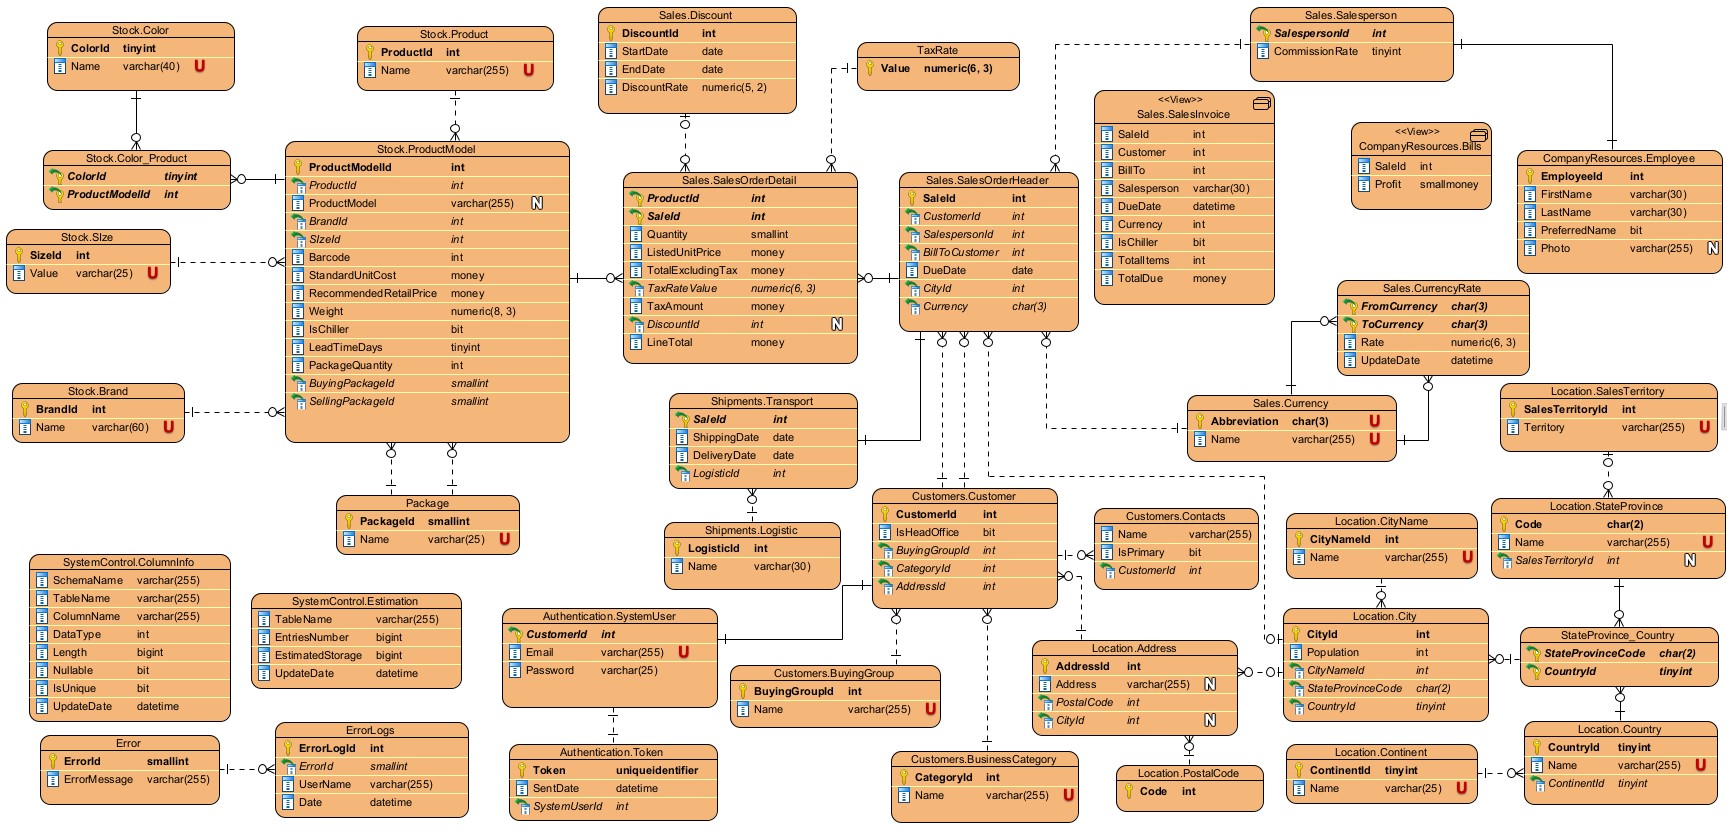 Stock.Color
ColorId tinyint
Name varchar(40) U
Stock.Product
ProductId int
Name varchar(255) U
Sales.Discount
DiscountId int
StartDate date
EndDate date
DiscountRate numeric(5, 2)
TaxRate
Value numeric(6, 3)
Sales.Salesperson
SalespersonId int
CommissionRate tinyint
<<View>>
Sales.SalesInvoice
SaleId int
Customer int
BillTo int
Salesperson varchar(30)
DueDate datetime
Currency int
IsChiller bit
TotalItems int
TotalDue money
<<View>>
CompanyResources.Bills
SaleId int
Profit smallmoney
CompanyResources.Employee
EmployeeId int
FirstName varchar(30)
LastName varchar(30)
PreferredName bit
Photo varchar(255) N
Stock.Color_Product
ColorId tinyint
ProductModelId int
Stock.ProductModel
ProductModelId int
ProductId int
ProductModel varchar(255) N
BrandId int
SIzeId int
Barcode int
StandardUnitCost money
RecommendedRetailPrice money
Weight numeric(8, 3)
IsChiller bit
LeadTimeDays tinyint
PackageQuantity int
BuyingPackageId smallint
SellingPackageId smallint
Sales.SalesOrderDetail
ProductId int
SaleId int
Quantity smallint
ListedUnitPrice money
TotalExcludingTax money
TaxRateValue numeric(6, 3)
TaxAmount money
DiscountId int N
LineTotal money
Sales.SalesOrderHeader
SaleId int
CustomerId int
SalespersonId int
BillToCustomer int
DueDate date
CityId int
Currency char(3)
Stock.SIze
SizeId int
Value varchar(25) U
Sales.CurrencyRate
FromCurrency char(3)
ToCurrency char(3)
Rate numeric(6, 3)
UpdateDate datetime
Stock.Brand
BrandId int
Name varchar(60) U
Shipments.Transport
SaleId int
ShippingDate date
DeliveryDate date
LogisticId int
Sales.Currency
Abbreviation char(3) U
Name varchar(255) U
Location.SalesTerritory
SalesTerritoryId int
Territory varchar(255) U
Package
PackageId smallint
Name varchar(25) U
Shipments.Logistic
LogisticId int
Name varchar(30)
Customers.Customer
CustomerId int
IsHeadOffice bit
BuyingGroupId int
CategoryId int
AddressId int
Customers.Contacts
Name varchar(255)
IsPrimary bit
CustomerId int
Location.CityName
CityNameId int
Name varchar(255) U
Location.StateProvince
Code char(2)
Name varchar(255) U
SalesTerritoryId int N
SystemControl.ColumnInfo
SchemaName varchar(255)
TableName varchar(255)
ColumnName varchar(255)
DataType int
Length bigint
Nullable bit
IsUnique bit
UpdateDate datetime
SystemControl.Estimation
TableName varchar(255)
EntriesNumber bigint
EstimatedStorage bigint
UpdateDate datetime
Authentication.SystemUser
CustomerId int
Email varchar(255) U
Password varchar(25)
Customers.BuyingGroup
BuyingGroupId int
Name varchar(255) U
Location.Address
AddressId int
Address varchar(255) N
PostalCode int
CityId int N
Location.City
CityId int
Population int
CityNameId int
StateProvinceCode char(2)
CountryId tinyint
StateProvince_Country
StateProvinceCode char(2)
CountryId tinyint
Error
ErrorId smallint
ErrorMessage varchar(255)
ErrorLogs
ErrorLogId int
ErrorId smallint
UserName varchar(255)
Date datetime
Authentication.Token
Token uniqueidentifier
SentDate datetime
SystemUserId int
Customers.BusinessCategory
CategoryId int
Name varchar(255) U
Location.PostalCode
Code int
Location.Continent
ContinentId tinyint
Name varchar(25) U
Location.Country
CountryId tinyint
Name varchar(255) U
ContinentId tinyint